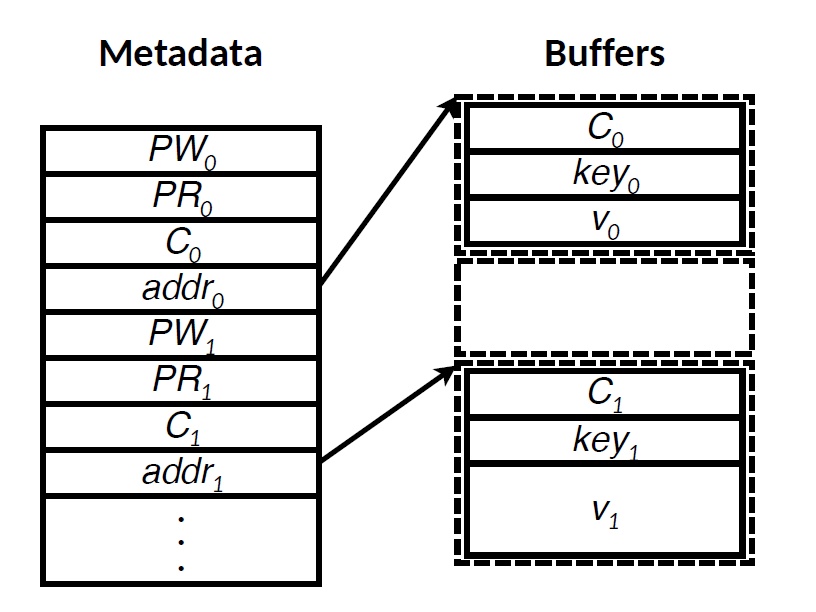 Metadata
PW0
PR0
C0
addr0
PW1
PR1
C1
addr1
.
.
.
Buffers
C0
key0
v0
C1
key1
v1